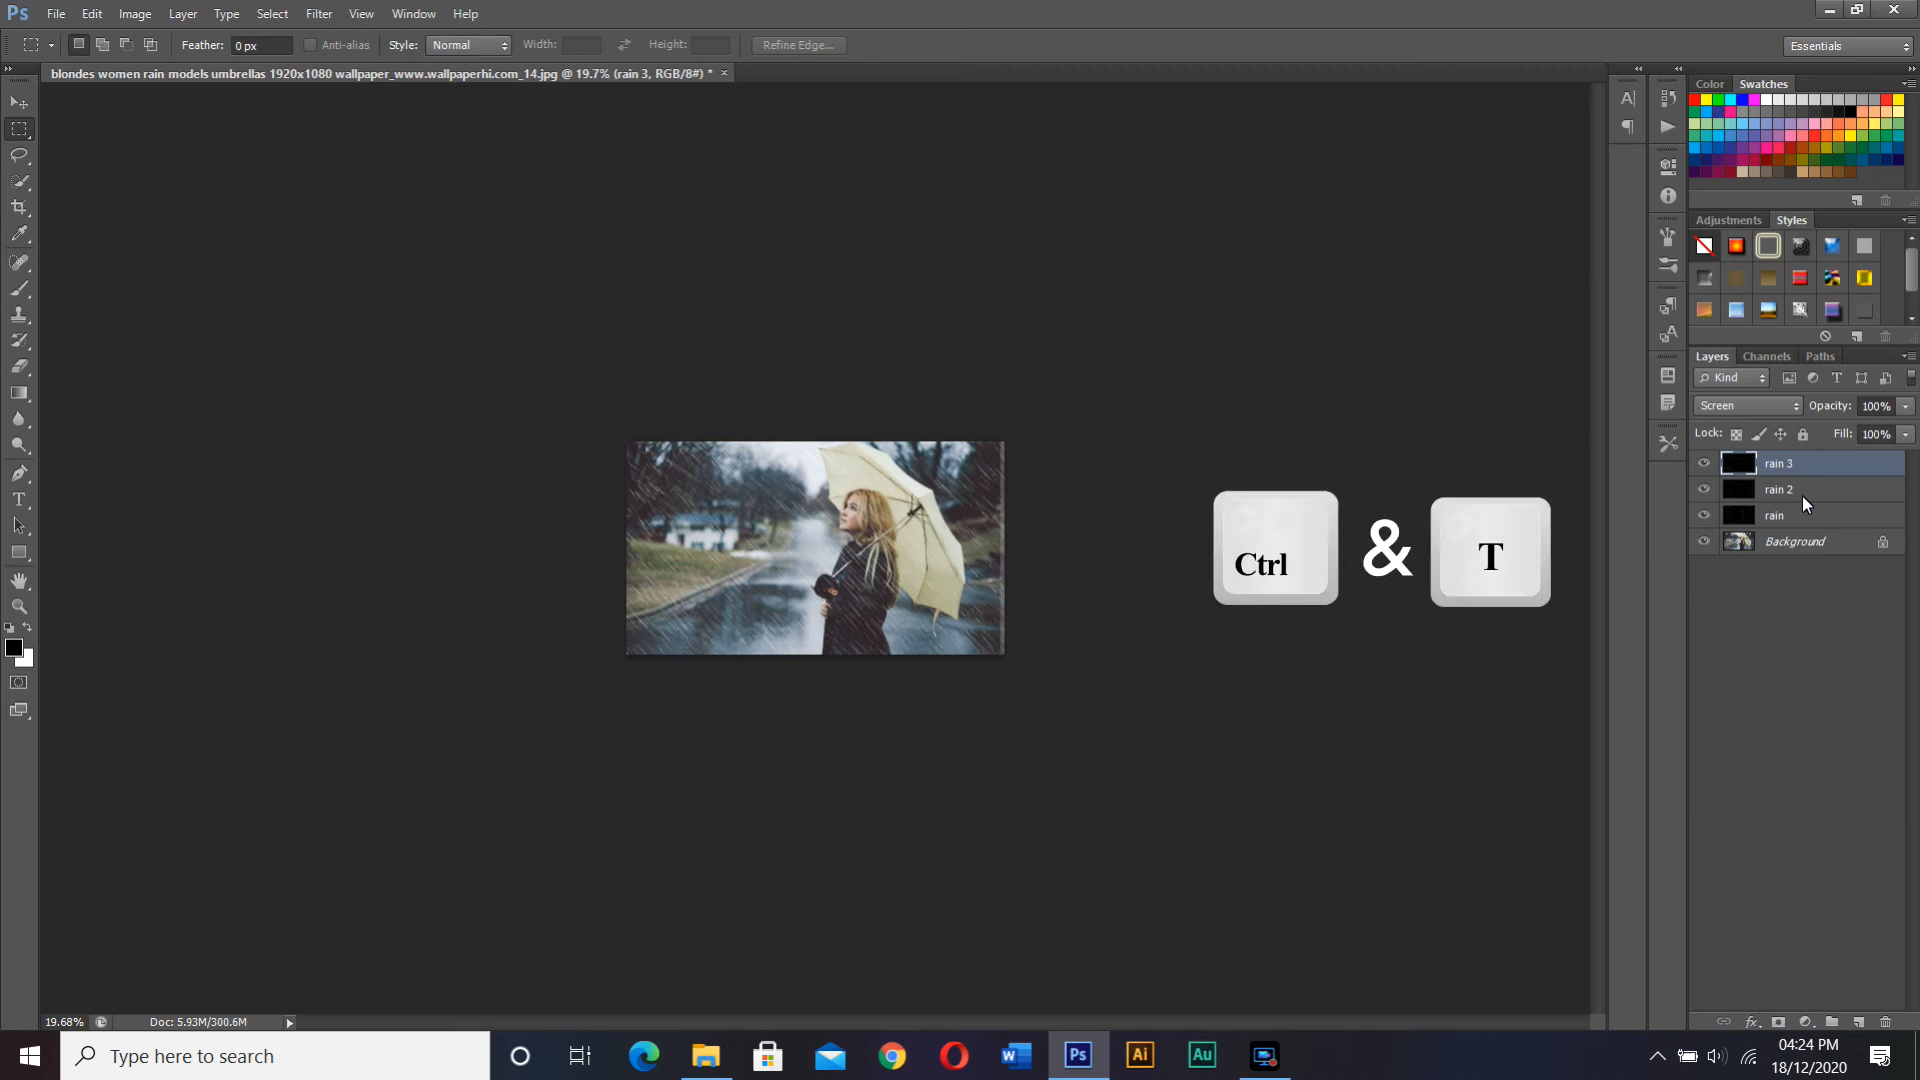 Ps File Edit Image Layer Type Select Filter View Window Help
Feather: 0 px Anti-alias Style: Normal Width: Height: Refine Edge... Essentials
blondes women rain models umbrellas 1920x1080 wallpaper_www.wallpaperhi.com_14.jpg @ 19.7% (rain 3, RGB/8#) * ×
Color Swatches
Adjustments Styles
Layers Channels Paths
Kind
Screen Opacity: 100%
Lock: Fill: 100%
rain 3
rain 2
rain
Background
Ctrl & T
19.68% Doc: 5.93M/300.6M
Type here to search
Ps Ai Au
04:24 PM
18/12/2020